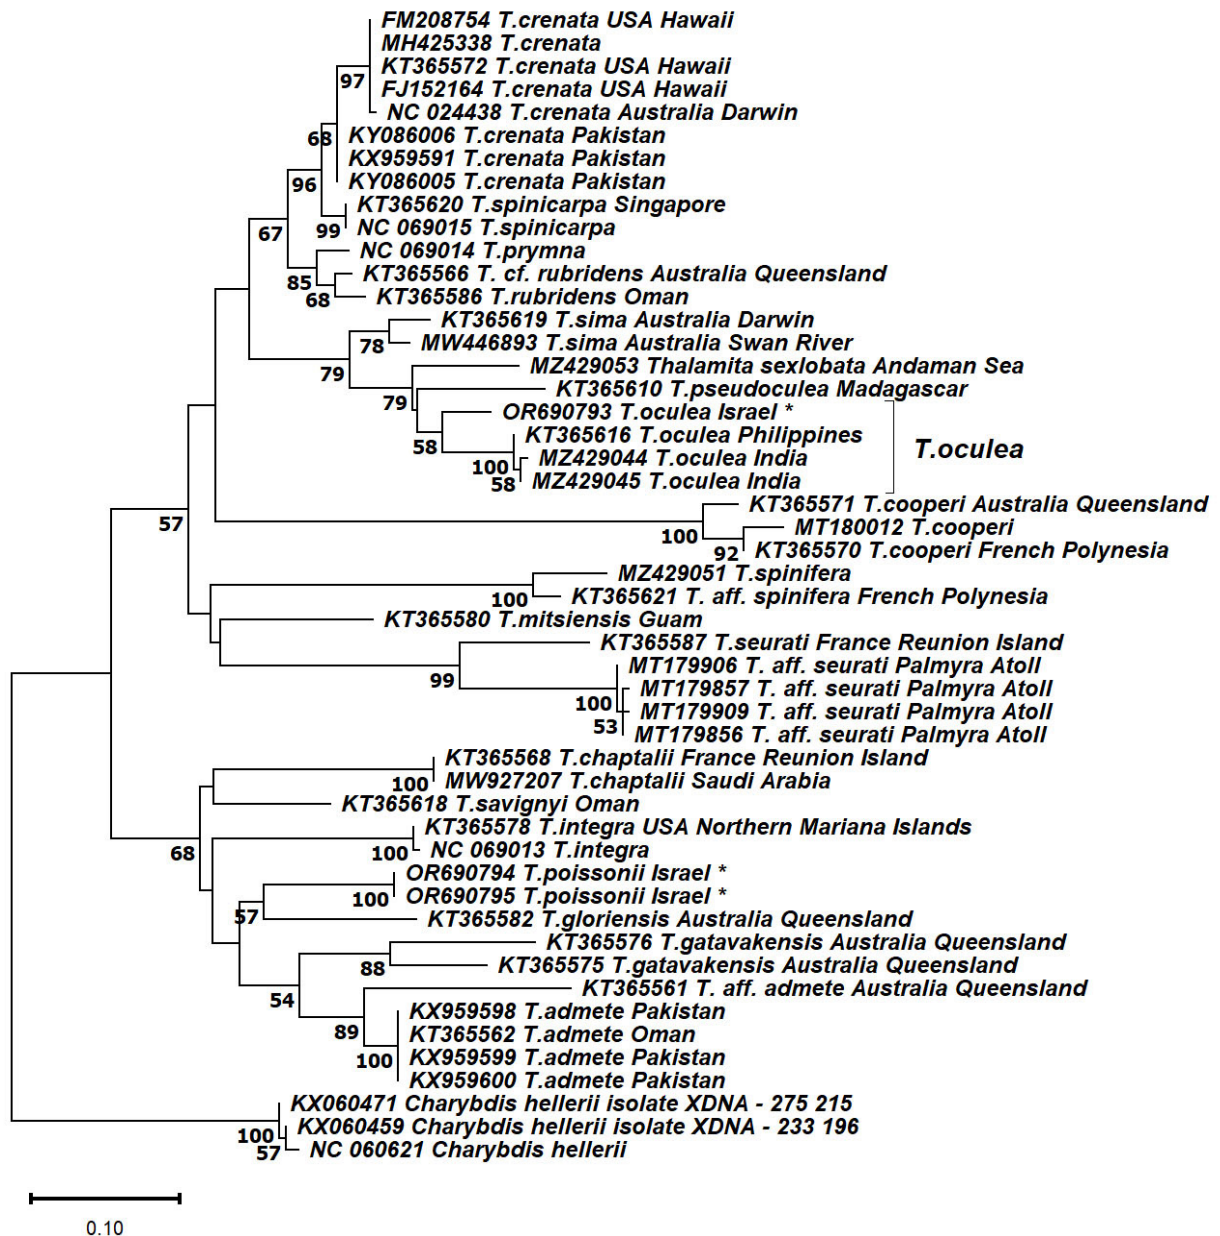 FM208754 T.crenata USA Hawaii
MH425338 T.crenata
KT365572 T.crenata USA Hawaii
97
FJ152164 T.crenata USA Hawaii
NC 024438 T.crenata Australia Darwin
68
KY086006 T.crenata Pakistan
KX959591 T.crenata Pakistan
96
KY086005 T.crenata Pakistan
KT365620 T.spinicarpa Singapore
99
NC 069015 T.spinicarpa
67
NC 069014 T.prymna
85
KT365566 T. cf. rubridens Australia Queensland
68
KT365586 T.rubridens Oman
KT365619 T.sima Australia Darwin
78
MW446893 T.sima Australia Swan River
79
MZ429053 Thalamita sexlobata Andaman Sea
79
KT365610 T.pseudoculea Madagascar
OR690793 T.oculea Israel *
58
KT365616 T.oculea Philippines
T.oculea
100
MZ429044 T.oculea India
58
MZ429045 T.oculea India
KT365571 T.cooperi Australia Queensland
57
100
MT180012 T.cooperi
92
KT365570 T.cooperi French Polynesia
MZ429051 T.spinifera
100
KT365621 T. aff. spinifera French Polynesia
KT365580 T.mitsiensis Guam
KT365587 T.seurati France Reunion Island
99
MT179906 T. aff. seurati Palmyra Atoll
MT179857 T. aff. seurati Palmyra Atoll
100
MT179909 T. aff. seurati Palmyra Atoll
53
MT179856 T. aff. seurati Palmyra Atoll
KT365568 T.chaptalii France Reunion Island
100
MW927207 T.chaptalii Saudi Arabia
KT365618 T.savignyi Oman
KT365578 T.integra USA Northern Mariana Islands
68
100
NC 069013 T.integra
OR690794 T.poissonii Israel *
100
OR690795 T.poissonii Israel *
57
KT365582 T.gloriensis Australia Queensland
KT365576 T.gatavakensis Australia Queensland
88
KT365575 T.gatavakensis Australia Queensland
54
KT365561 T. aff. admete Australia Queensland
KX959598 T.admete Pakistan
89
KT365562 T.admete Oman
100
KX959599 T.admete Pakistan
KX959600 T.admete Pakistan
KX060471 Charybdis hellerii isolate XDNA - 275 215
100
KX060459 Charybdis hellerii isolate XDNA - 233 196
57
NC 060621 Charybdis hellerii
0.10